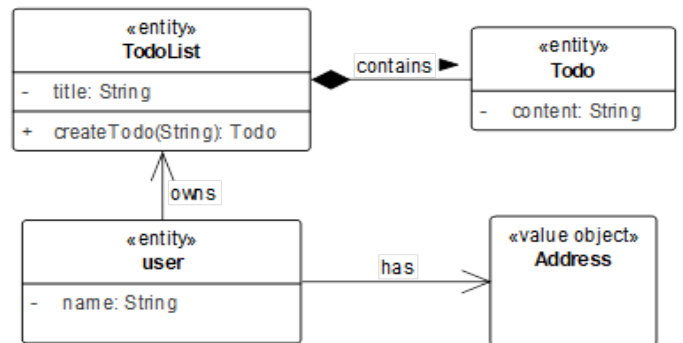 «entity»
TodoList
- title: String
+ createTodo(String): Todo
contains
«entity»
Todo
- content: String
owns
«entity»
user
- name: String
has
«value object»
Address